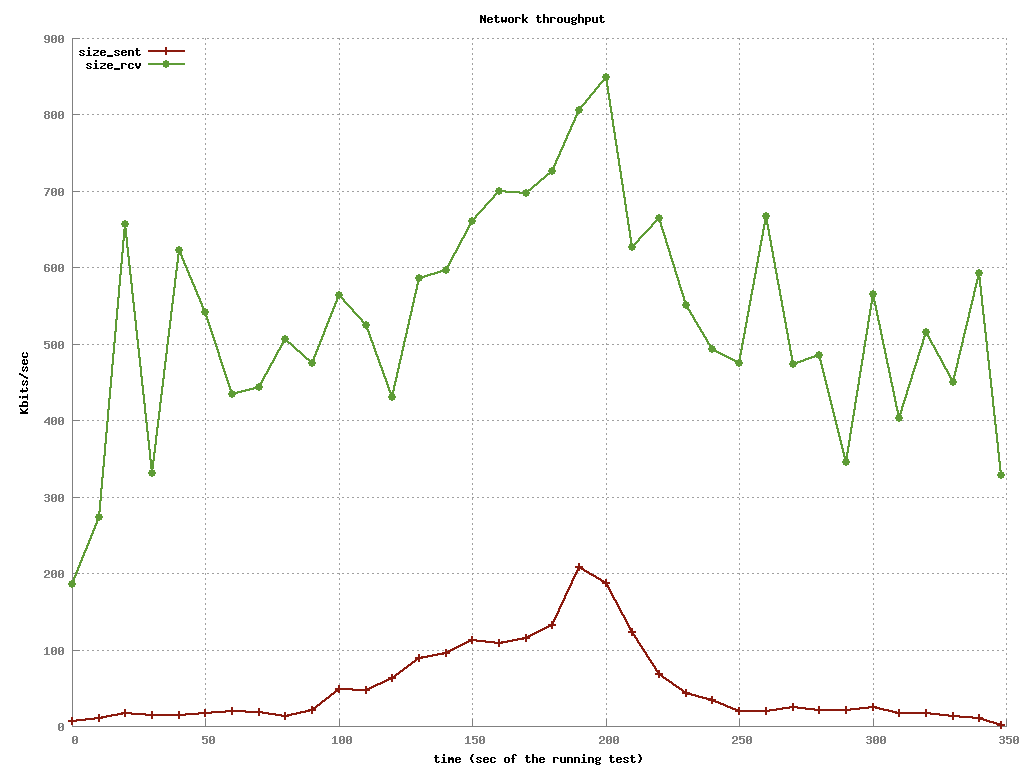 Network throughput
900
size_sent
size_rcv
800
700
600
500
Kbits/sec
400
300
200
100
0
0 50 100 150 200 250 300 350
time (sec of the running test)